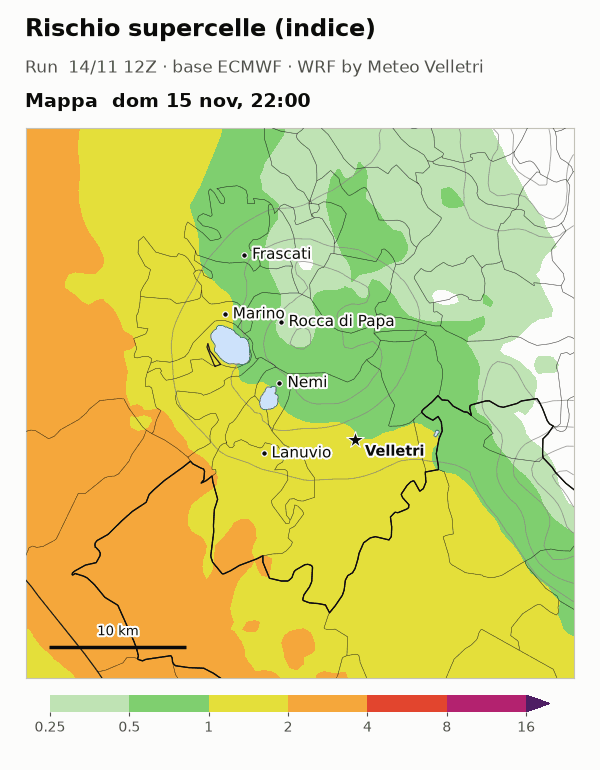 Rischio supercelle (indice)
Run  14/11 12Z · base ECMWF · WRF by Meteo Velletri
Mappa  dom 15 nov, 22:00
Frascati
Marino
Rocca di Papa
Nemi
Velletri
Lanuvio
10 km
0.25 0.5 1 2 4 8 16